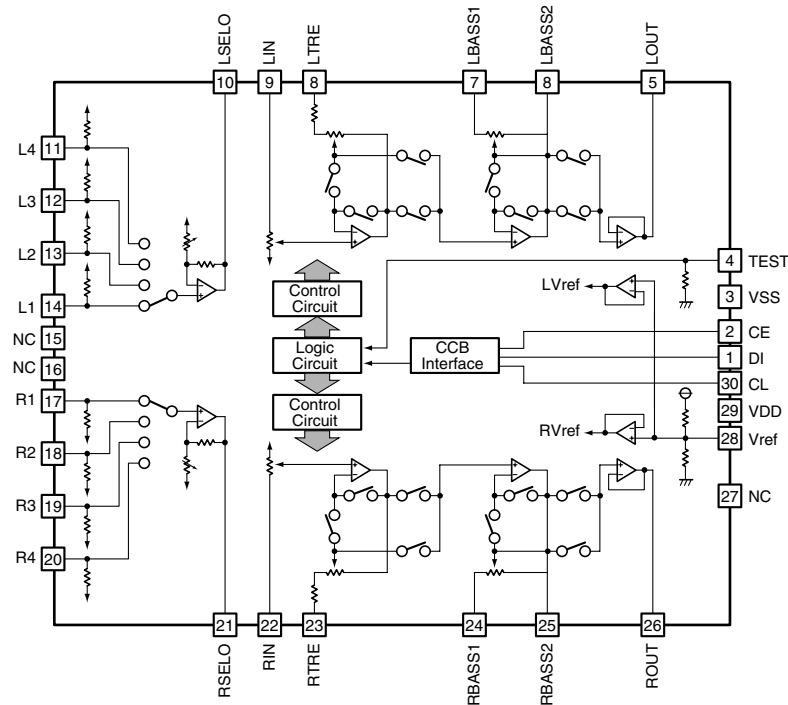 LSELO
LIN
LTRE
LBASS1
LBASS2
LOUT
10
9
8
7
8
5
L4 11
L3 12
L2 13
L1 14
NC 15
NC 16
R1 17
R2 18
R3 19
R4 20
Control
Circuit
Logic
Circuit
Control
Circuit
CCB
Interface
LVref
RVref
4 TEST
3 VSS
2 CE
1 DI
30 CL
29 VDD
28 Vref
27 NC
21
22
23
24
25
26
RSELO
RIN
RTRE
RBASS1
RBASS2
ROUT